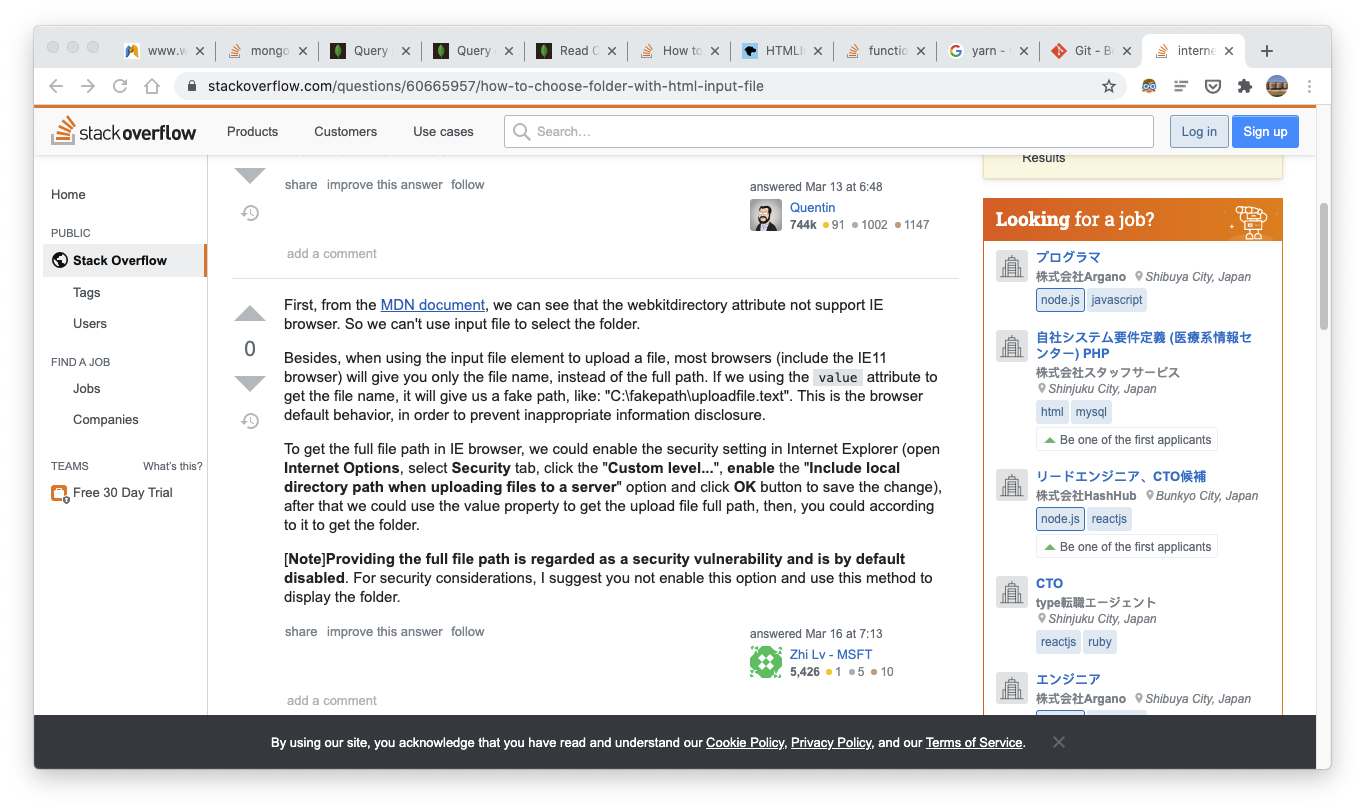 www.w
mongo
Query
Query
Read C
How to
HTMLI
functio
yarn -
Git - B
interne
stackoverflow.com/questions/60665957/how-to-choose-folder-with-html-input-file
stackoverflow
Products
Customers
Use cases
Search...
Log in
Sign up
Home
PUBLIC
Stack Overflow
Tags
Users
FIND A JOB
Jobs
Companies
TEAMS What's this?
Free 30 Day Trial
share improve this answer follow
answered Mar 13 at 6:48
Quentin
744k 91 1002 1147
add a comment
0
First, from the MDN document, we can see that the webkitdirectory attribute not support IE
browser. So we can't use input file to select the folder.
Besides, when using the input file element to upload a file, most browsers (include the IE11
browser) will give you only the file name, instead of the full path. If we using the value attribute to
get the file name, it will give us a fake path, like: "C:\fakepath\uploadfile.text". This is the browser
default behavior, in order to prevent inappropriate information disclosure.
To get the full file path in IE browser, we could enable the security setting in Internet Explorer (open
Internet Options, select Security tab, click the "Custom level...", enable the "Include local
directory path when uploading files to a server" option and click OK button to save the change),
after that we could use the value property to get the upload file full path, then, you could according
to it to get the folder.
[Note]Providing the full file path is regarded as a security vulnerability and is by default
disabled. For security considerations, I suggest you not enable this option and use this method to
display the folder.
share improve this answer follow
answered Mar 16 at 7:13
Zhi Lv - MSFT
5,426 1 5 10
add a comment
Results
Looking for a job?
プログラマ
株式会社Argano Shibuya City, Japan
node.js javascript
自社システム要件定義 (医療系情報セ
ンター) PHP
株式会社スタッフサービス
Shinjuku City, Japan
html mysql
Be one of the first applicants
リードエンジニア、CTO候補
株式会社HashHub Bunkyo City, Japan
node.js reactjs
Be one of the first applicants
CTO
type転職エージェント
Shinjuku City, Japan
reactjs ruby
エンジニア
株式会社Argano Shibuya City, Japan
By using our site, you acknowledge that you have read and understand our Cookie Policy, Privacy Policy, and our Terms of Service.